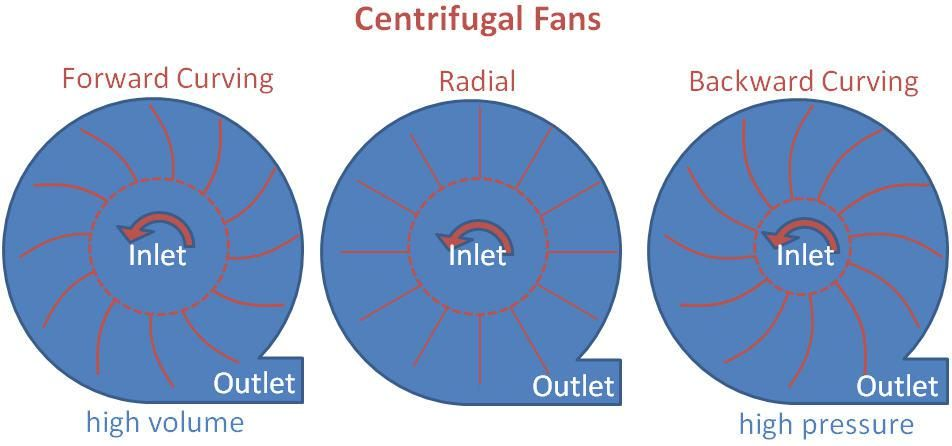 Centrifugal Fans
Forward Curving
Radial
Backward Curving
Inlet
Inlet
Inlet
Outlet
Outlet
Outlet
high volume
high pressure